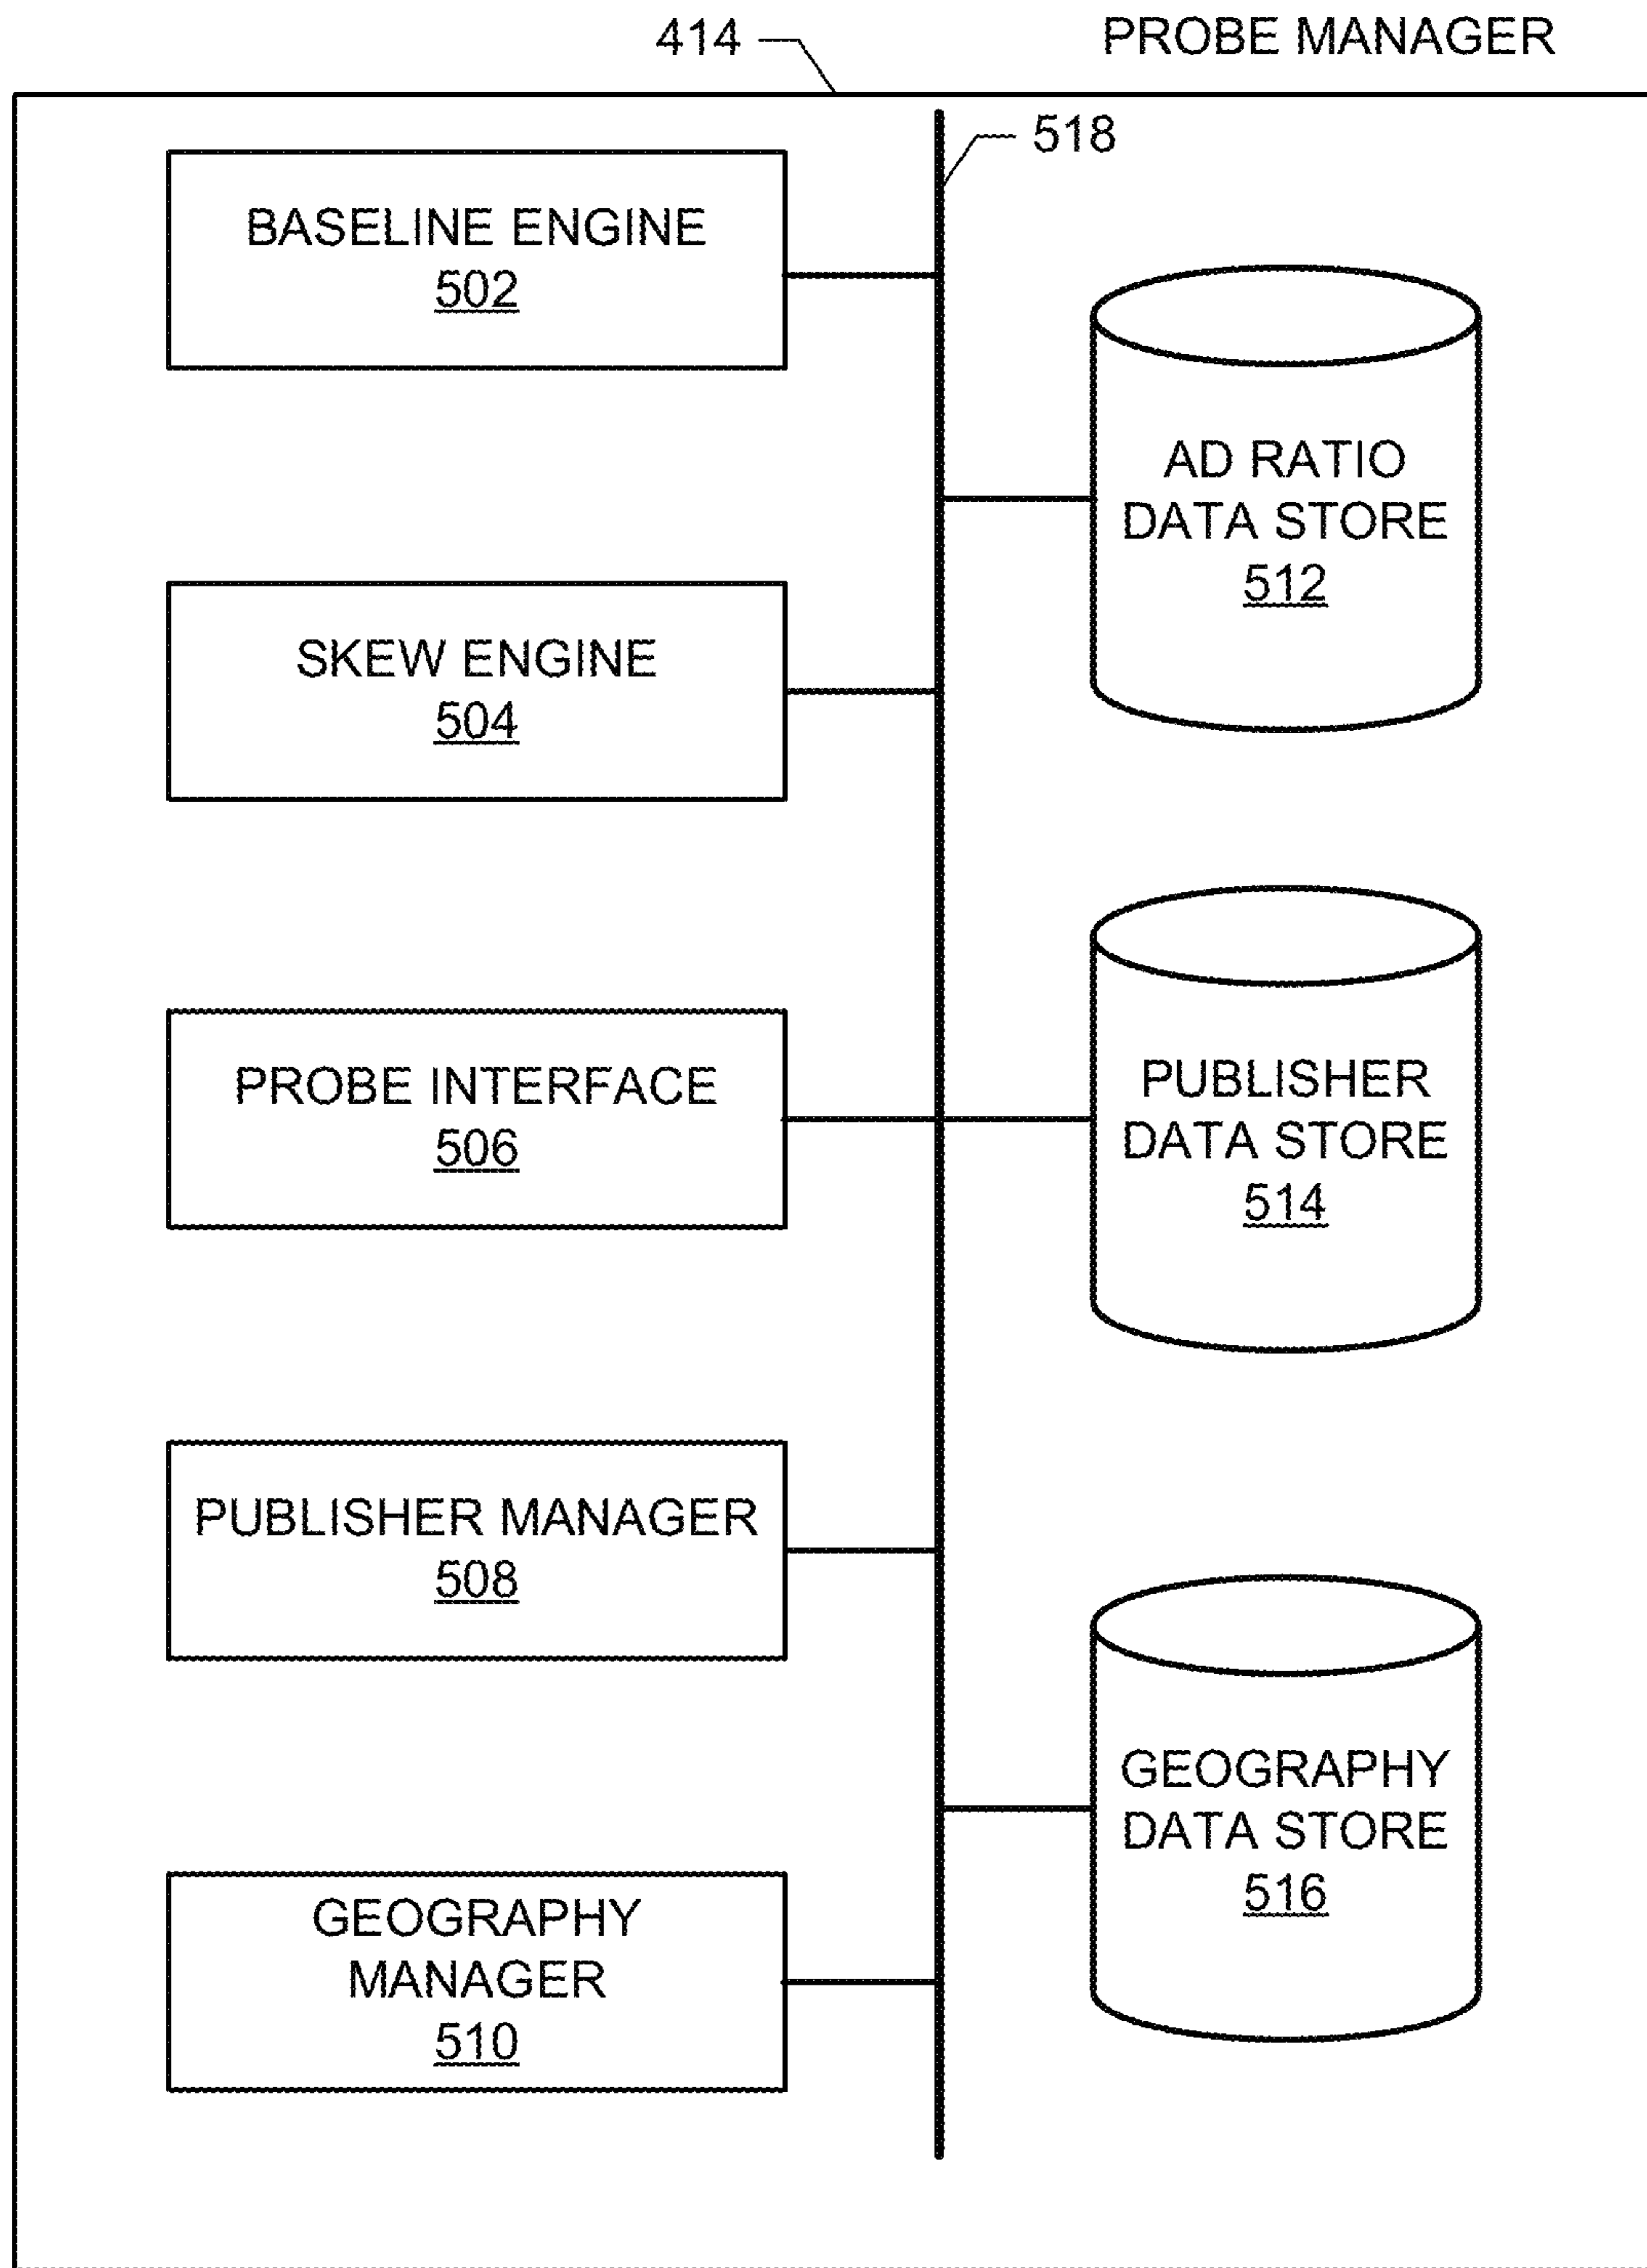 414
PROBE MANAGER
518
BASELINE ENGINE
502
AD RATIO
DATA STORE
512
SKEW ENGINE
504
PROBE INTERFACE
506
PUBLISHER
DATA STORE
514
PUBLISHER MANAGER
508
GEOGRAPHY
DATA STORE
516
GEOGRAPHY
MANAGER
510